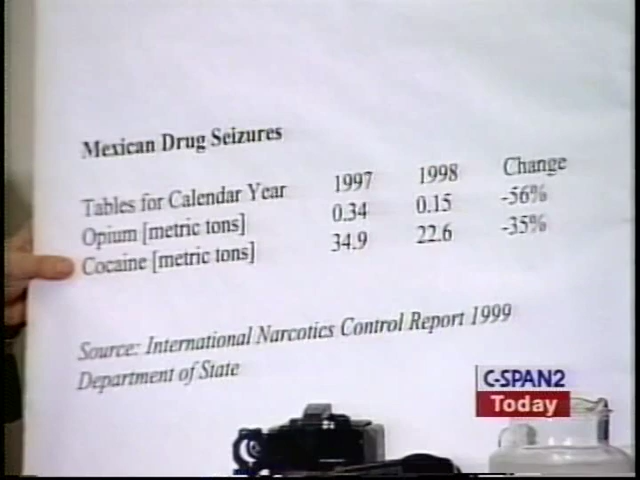 Mexican Drug Seizures
Tables for Calendar Year 1997 1998 Change
Opium [metric tons] 0.34 0.15 -56%
Cocaine [metric tons] 34.9 22.6 -35%
Source: International Narcotics Control Report 1999
Department of State
C-SPAN2
Today